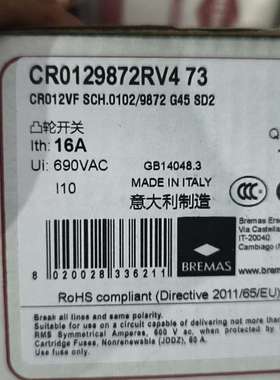 CR0129872RV4 73
CR012VF SCH.0102/9872 G45 SD2
凸轮开关
Ith: 16A
Ui: 690VAC
GB14048.3
I10
MADE IN ITALY
意大利制造
CCC
Bremas Ers
Via Castella
IT-20040
Cambiago (M
BREMAS
8 020028 336211
RoHS compliant (Directive 2011/65/EU)
Break all lines and same polarity.
Suitable for use on a circuit capable of delivering not more than
RMS Symmetrical Amperes, 600 V ac, when protected by
Cartridge Fuses, Nonrenewable (JDDZ), 60 A.
Use fuse only.